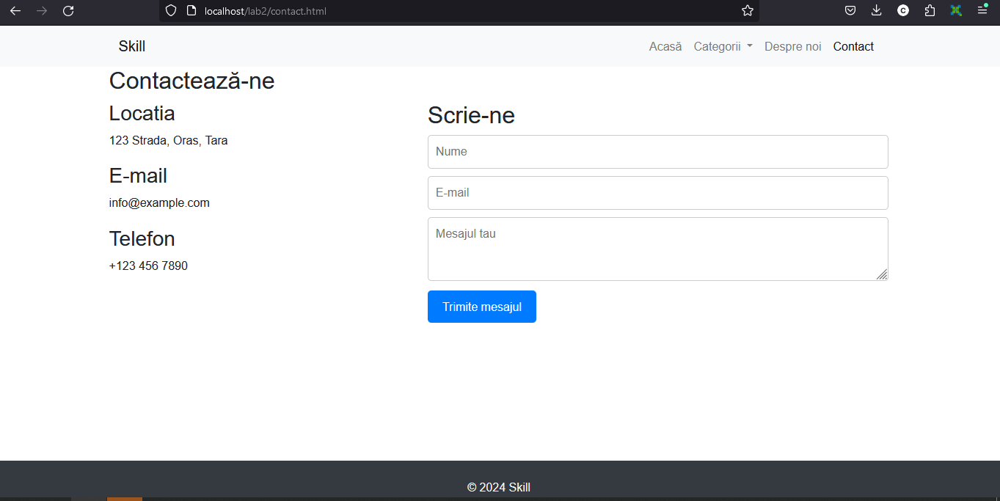 localhost/lab2/contact.html
Skill
Acasă Categorii Despre noi Contact
Contactează-ne
Locatia
123 Strada, Oras, Tara
E-mail
info@example.com
Telefon
+123 456 7890
Scrie-ne
Nume
E-mail
Mesajul tau
Trimite mesajul
© 2024 Skill